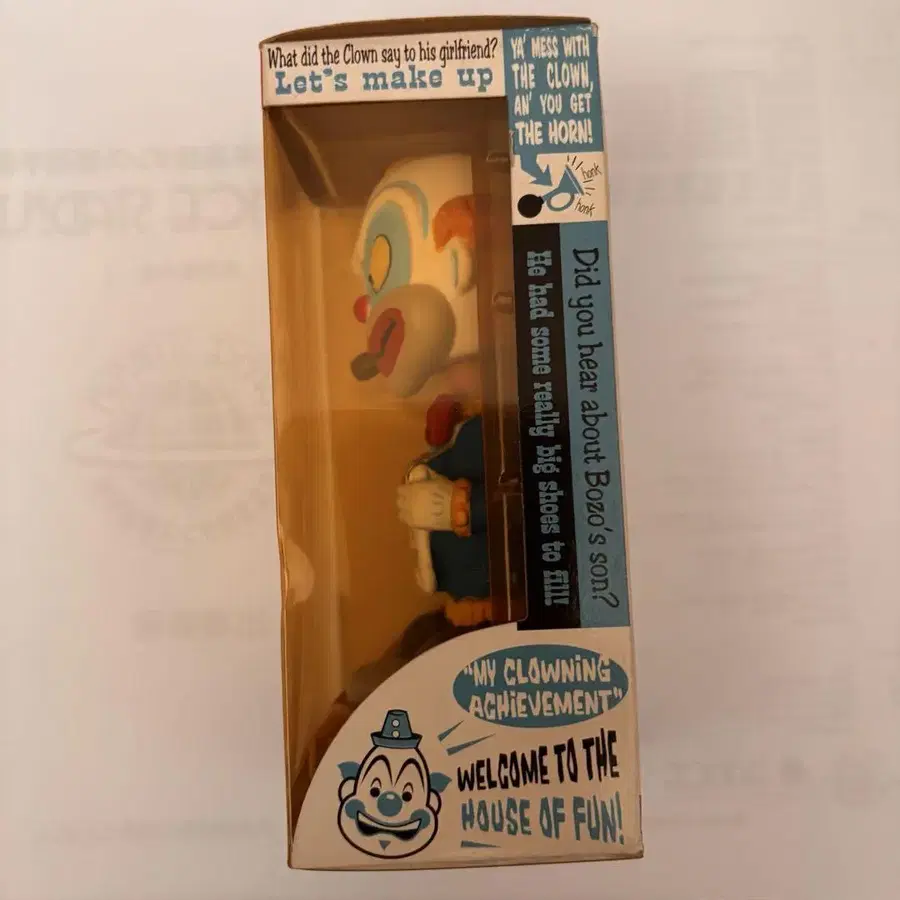 What did the Clown say to his girlfriend?
Let's make up
YA' MESS WITH
THE CLOWN,
AN' YOU GET
THE HORN!
honk
honk
Did you hear about Bozo's son?
He had some really big shoes to fill!
"MY CLOWNING
ACHIEVEMENT"
WELCOME TO THE
HOUSE OF FUN!